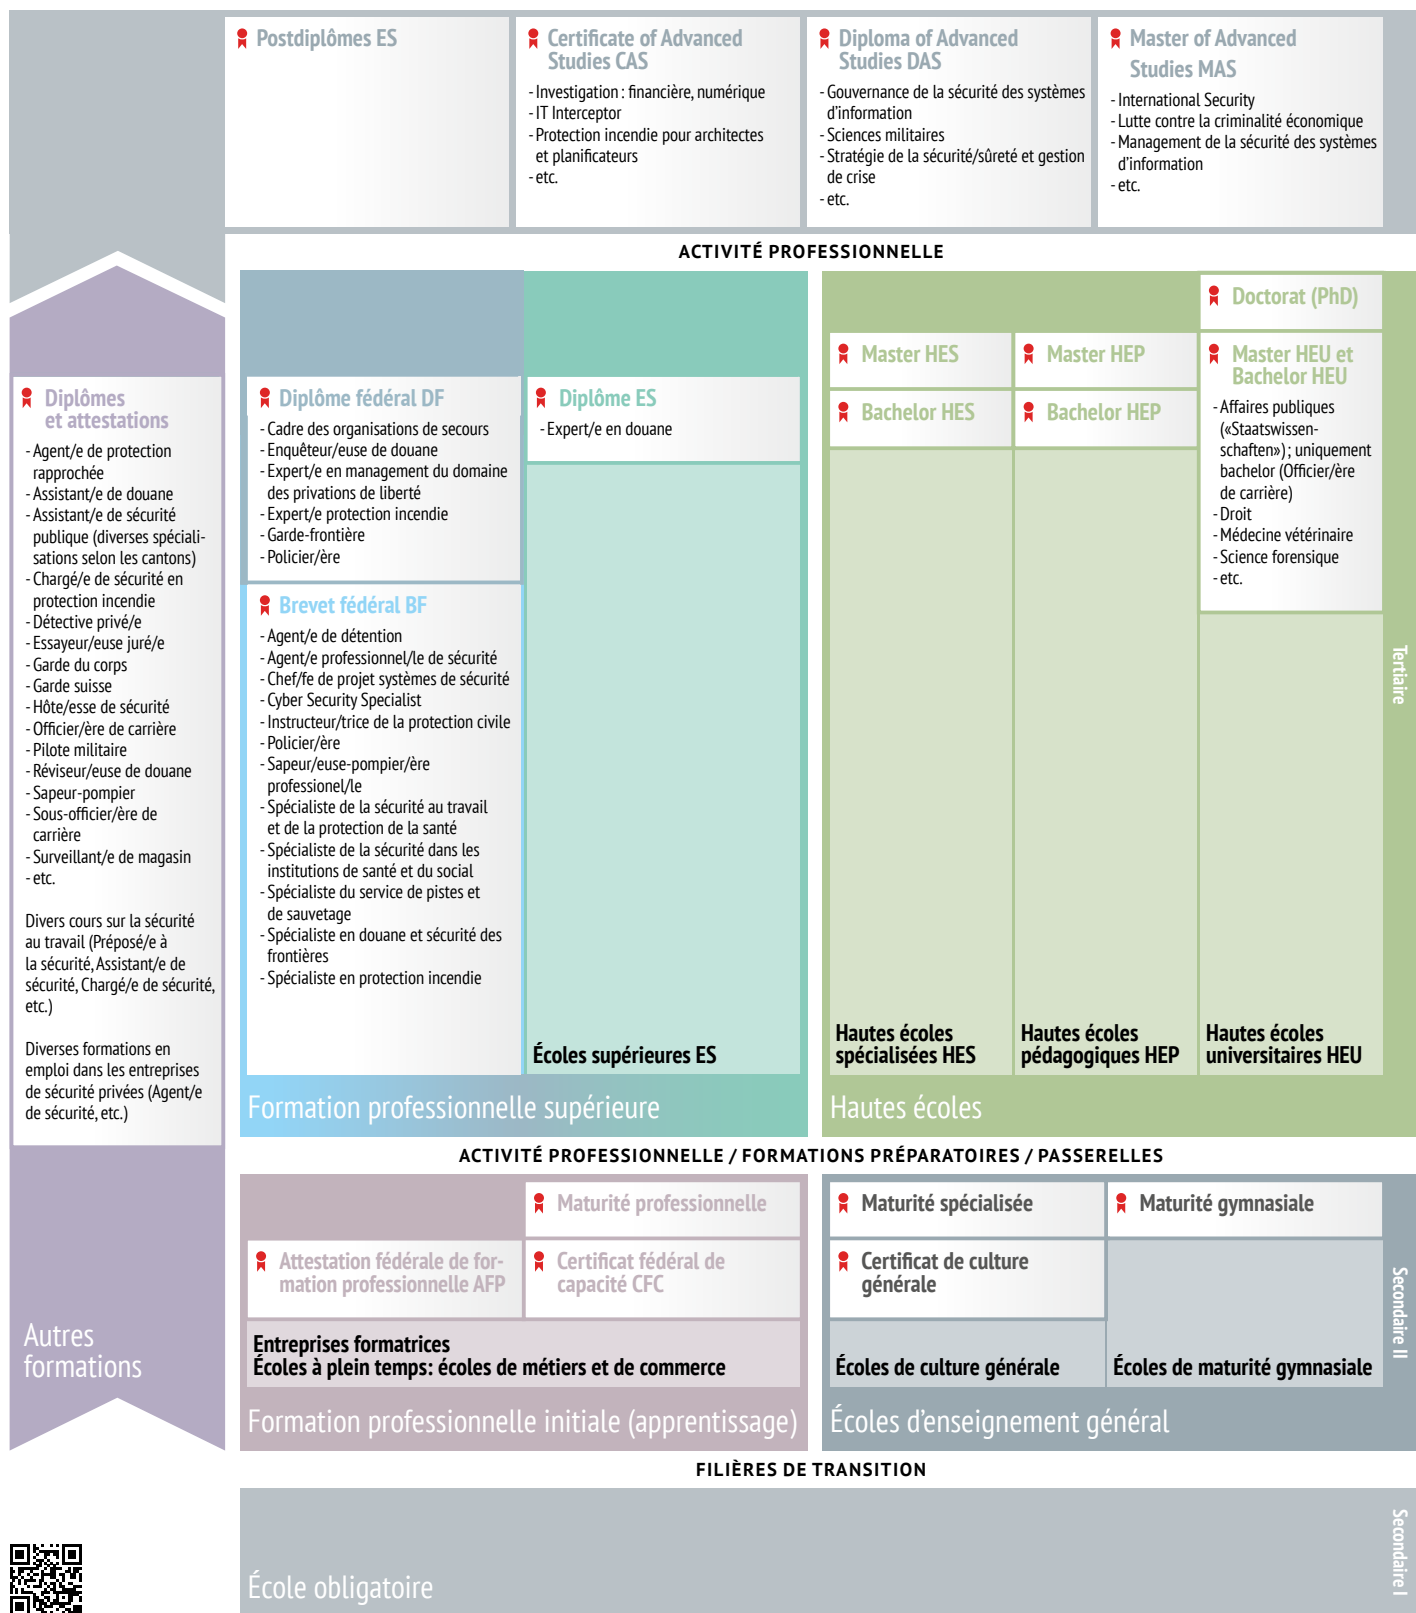 Postdiplômes ES
Certificate of Advanced
Studies CAS
- Investigation : financière, numérique
- IT Interceptor
- Protection incendie pour architectes
et planificateurs
- etc.
Diploma of Advanced
Studies DAS
- Gouvernance de la sécurité des systèmes
d’information
- Sciences militaires
- Stratégie de la sécurité/sûreté et gestion
de crise
- etc.
Master of Advanced
Studies MAS
- International Security
- Lutte contre la criminalité économique
- Management de la sécurité des systèmes
d’information
- etc.
ACTIVITÉ PROFESSIONNELLE
Diplômes
et attestations
- Agent/e de protection
rapprochée
- Assistant/e de douane
- Assistant/e de sécurité
publique (diverses spéciali-
sations selon les cantons)
- Chargé/e de sécurité en
protection incendie
- Détective privé/e
- Essayeur/euse juré/e
- Garde du corps
- Garde suisse
- Hôte/esse de sécurité
- Officier/ère de carrière
- Pilote militaire
- Réviseur/euse de douane
- Sapeur-pompier
- Sous-officier/ère de
carrière
- Surveillant/e de magasin
- etc.
Divers cours sur la sécurité
au travail (Préposé/e à
la sécurité, Assistant/e de
sécurité, Chargé/e de sécurité,
etc.)
Diverses formations en
emploi dans les entreprises
de sécurité privées (Agent/e
de sécurité, etc.)
Autres
formations
Diplôme fédéral DF
- Cadre des organisations de secours
- Enquêteur/euse de douane
- Expert/e en management du domaine
des privations de liberté
- Expert/e protection incendie
- Garde-frontière
- Policier/ère
Brevet fédéral BF
- Agent/e de détention
- Agent/e professionnel/le de sécurité
- Chef/fe de projet systèmes de sécurité
- Cyber Security Specialist
- Instructeur/trice de la protection civile
- Policier/ère
- Sapeur/euse-pompier/ère
professionel/le
- Spécialiste de la sécurité au travail
et de la protection de la santé
- Spécialiste de la sécurité dans les
institutions de santé et du social
- Spécialiste du service de pistes et
de sauvetage
- Spécialiste en douane et sécurité des
frontières
- Spécialiste en protection incendie
Diplôme ES
- Expert/e en douane
Écoles supérieures ES
Formation professionnelle supérieure
Master HES
Bachelor HES
Hautes écoles
spécialisées HES
Master HEP
Bachelor HEP
Hautes écoles
pédagogiques HEP
Doctorat (PhD)
Master HEU et
Bachelor HEU
- Affaires publiques
(«Staatswissen-
schaften») ; uniquement
bachelor (Officier/ère
de carrière)
- Droit
- Médecine vétérinaire
- Science forensique
- etc.
Hautes écoles
universitaires HEU
Hautes écoles
Tertiaire
ACTIVITÉ PROFESSIONNELLE / FORMATIONS PRÉPARATOIRES / PASSERELLES
Maturité professionnelle
Attestation fédérale de for-
mation professionnelle AFP
Certificat fédéral de
capacité CFC
Entreprises formatrices
Écoles à plein temps: écoles de métiers et de commerce
Formation professionnelle initiale (apprentissage)
Maturité spécialisée
Certificat de culture
générale
Écoles de culture générale
Maturité gymnasiale
Écoles de maturité gymnasiale
Écoles d’enseignement général
Secondaire II
FILIÈRES DE TRANSITION
École obligatoire
Secondaire I